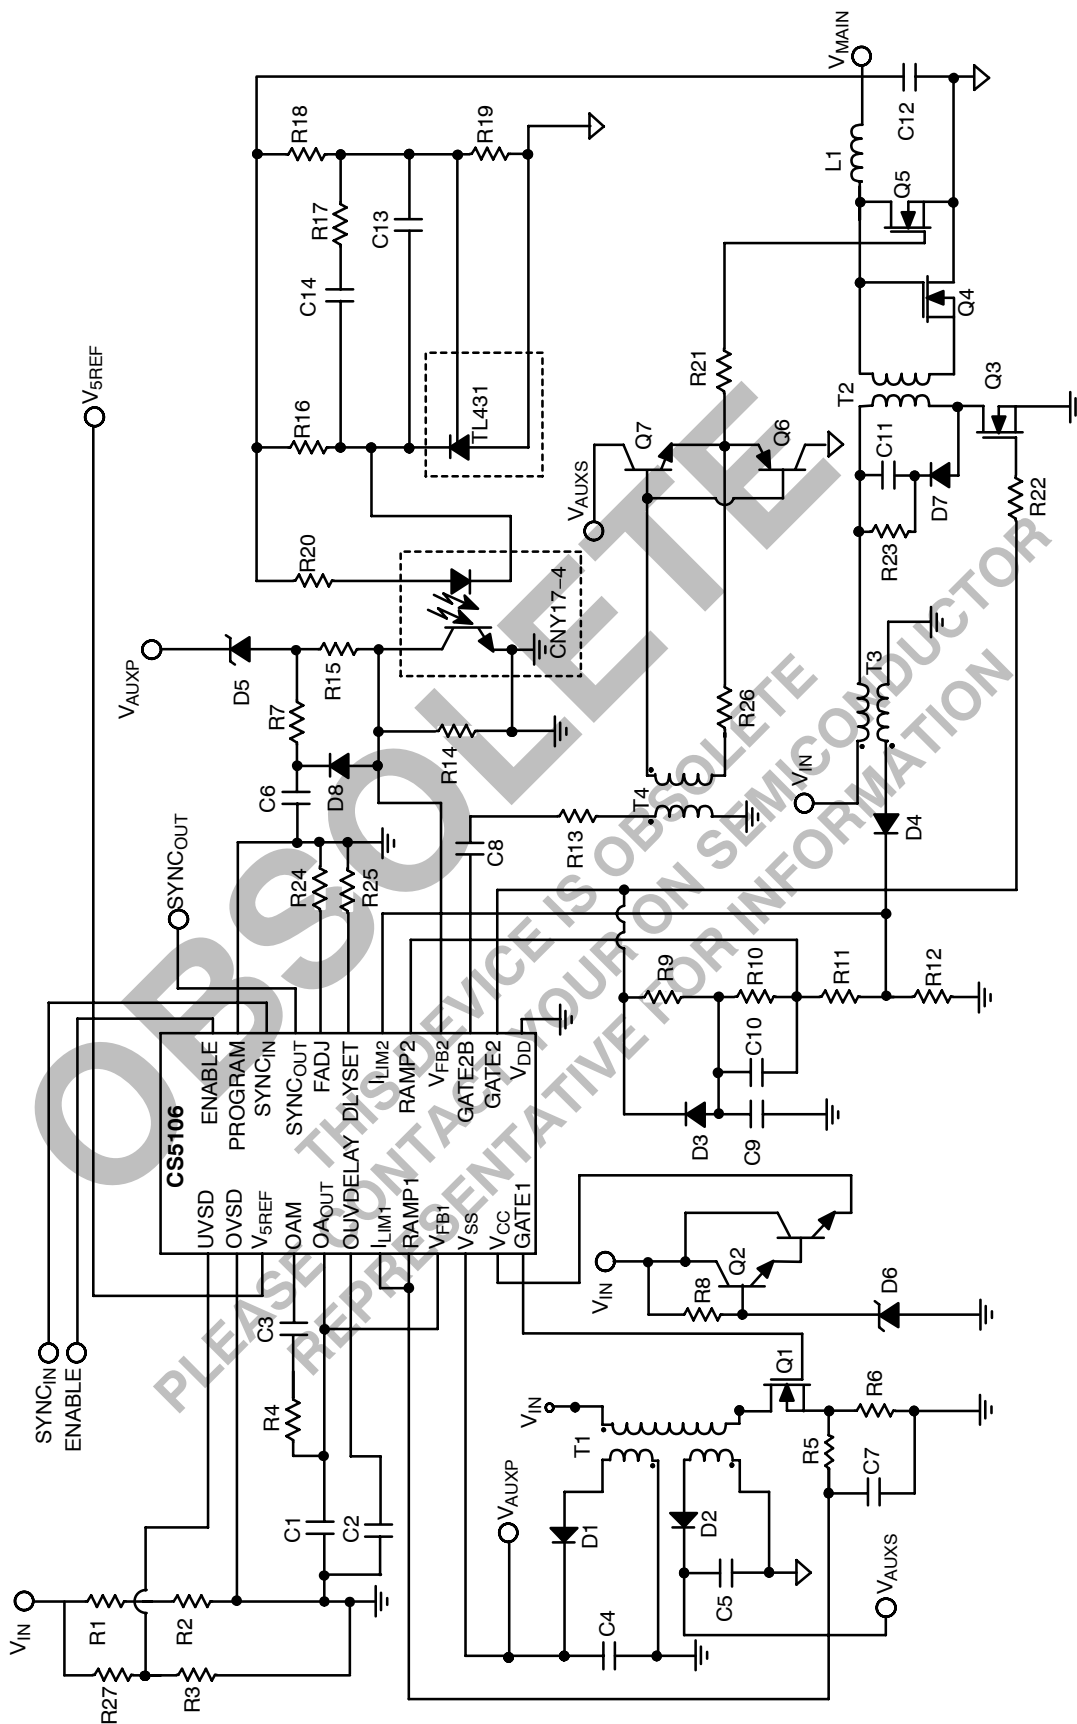 SYNCIN
ENABLE
V5REF
SYNCOUT
VAUXP
CS5106
UVSD
OVSD
V5REF
OAM
OAOUT
OUVDELAY
ILIM1
RAMP1
VFB1
VSS
VCC
GATE1
ENABLE
PROGRAM
SYNCIN
SYNCOUT
FADJ
DLYSET
ILIM2
RAMP2
VFB2
GATE2B
GATE2
VDD
VIN
R1
R2
R27
R3
C1
C2
R4
C3
C6
R7
D5
R15
D8
R24
R25
R14
C8
R13
T4
R26
R20
CNY17−4
R16
TL431
C14
R17
C13
R18
R19
VAUXS
Q7
Q6
R21
VMAIN
L1
C12
Q5
Q4
T2
Q3
C11
D7
R23
R22
T3
VIN
D4
R9
R10
R11
R12
C10
D3
C9
VIN
R8
Q2
D6
VIN
T1
Q1
R5
R6
C7
VAUXP
D1
D2
C4
C5
VAUXS
OBSOLETE
THIS DEVICE IS OBSOLETE
PLEASE CONTACT YOUR ON SEMICONDUCTOR
REPRESENTATIVE FOR INFORMATION